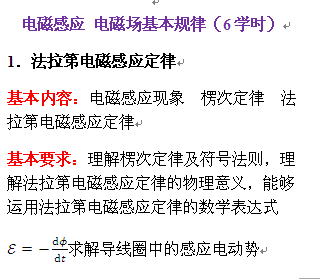 电磁感应 电磁场基本规律（6 学时）
1．法拉第电磁感应定律
基本内容：电磁感应现象 楞次定律 法
拉第电磁感应定律
基本要求：理解楞次定律及符号法则，理
解法拉第电磁感应定律的物理意义，能够
运用法拉第电磁感应定律的数学表达式
ℰ = −dϕ/dt求解导线圈中的感应电动势